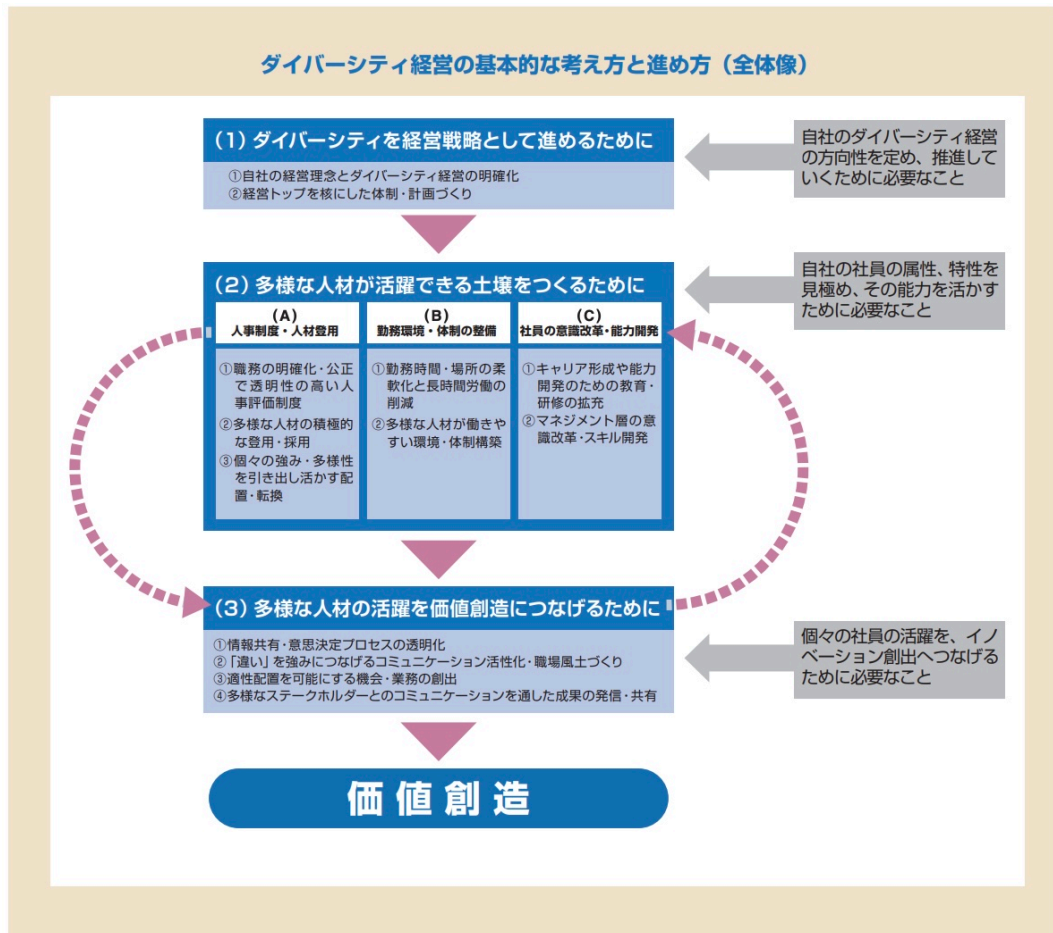 ダイバーシティ経営の基本的な考え方と進め方（全体像）
（1）ダイバーシティを経営戦略として進めるために
①自社の経営理念とダイバーシティ経営の明確化
②経営トップを核にした体制・計画づくり
自社のダイバーシティ経営
の方向性を定め、推進して
いくために必要なこと
（2）多様な人材が活躍できる土壌をつくるために
自社の社員の属性、特性を
見極め、その能力を活かす
ために必要なこと
（A）
人事制度・人材登用
①職務の明確化・公正
で透明性の高い人
事評価制度
②多様な人材の積極的
な登用・採用
③個々の強み・多様性
を引き出し活かす配
置・転換
（B）
勤務環境・体制の整備
①勤務時間・場所の柔
軟化と長時間労働の
削減
②多様な人材が働きや
すい環境・体制構築
（C）
社員の意識改革・能力開発
①キャリア形成や能力
開発のための教育・
研修の拡充
②マネジメント層の意
識改革・スキル開発
（3）多様な人材の活躍を価値創造につなげるために
①情報共有・意思決定プロセスの透明化
②「違い」を強みにつなげるコミュニケーション活性化・職場風土づくり
③適性配置を可能にする機会・業務の創出
④多様なステークホルダーとのコミュニケーションを通した成果の発信・共有
個々の社員の活躍を、イノ
ベーション創出へつなげる
ために必要なこと
価値創造